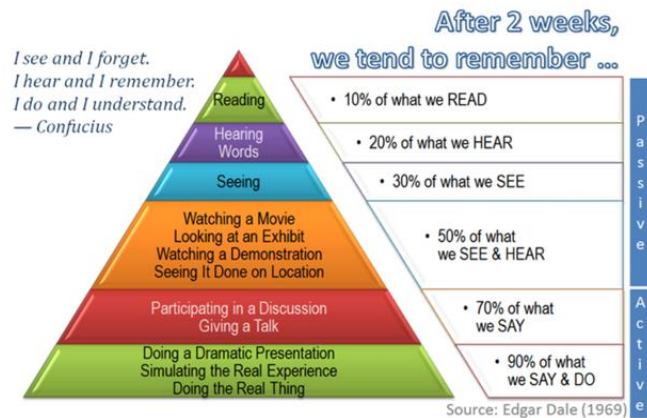 After 2 weeks,
we tend to remember ...
I see and I forget.
I hear and I remember.
I do and I understand.
— Confucius
Reading
• 10% of what we READ
Hearing
Words
• 20% of what we HEAR
Seeing
• 30% of what we SEE
Watching a Movie
Looking at an Exhibit
Watching a Demonstration
Seeing It Done on Location
• 50% of what
we SEE & HEAR
Passive
Participating in a Discussion
Giving a Talk
• 70% of what
we SAY
Doing a Dramatic Presentation
Simulating the Real Experience
Doing the Real Thing
• 90% of what
we SAY & DO
Active
Source: Edgar Dale (1969)